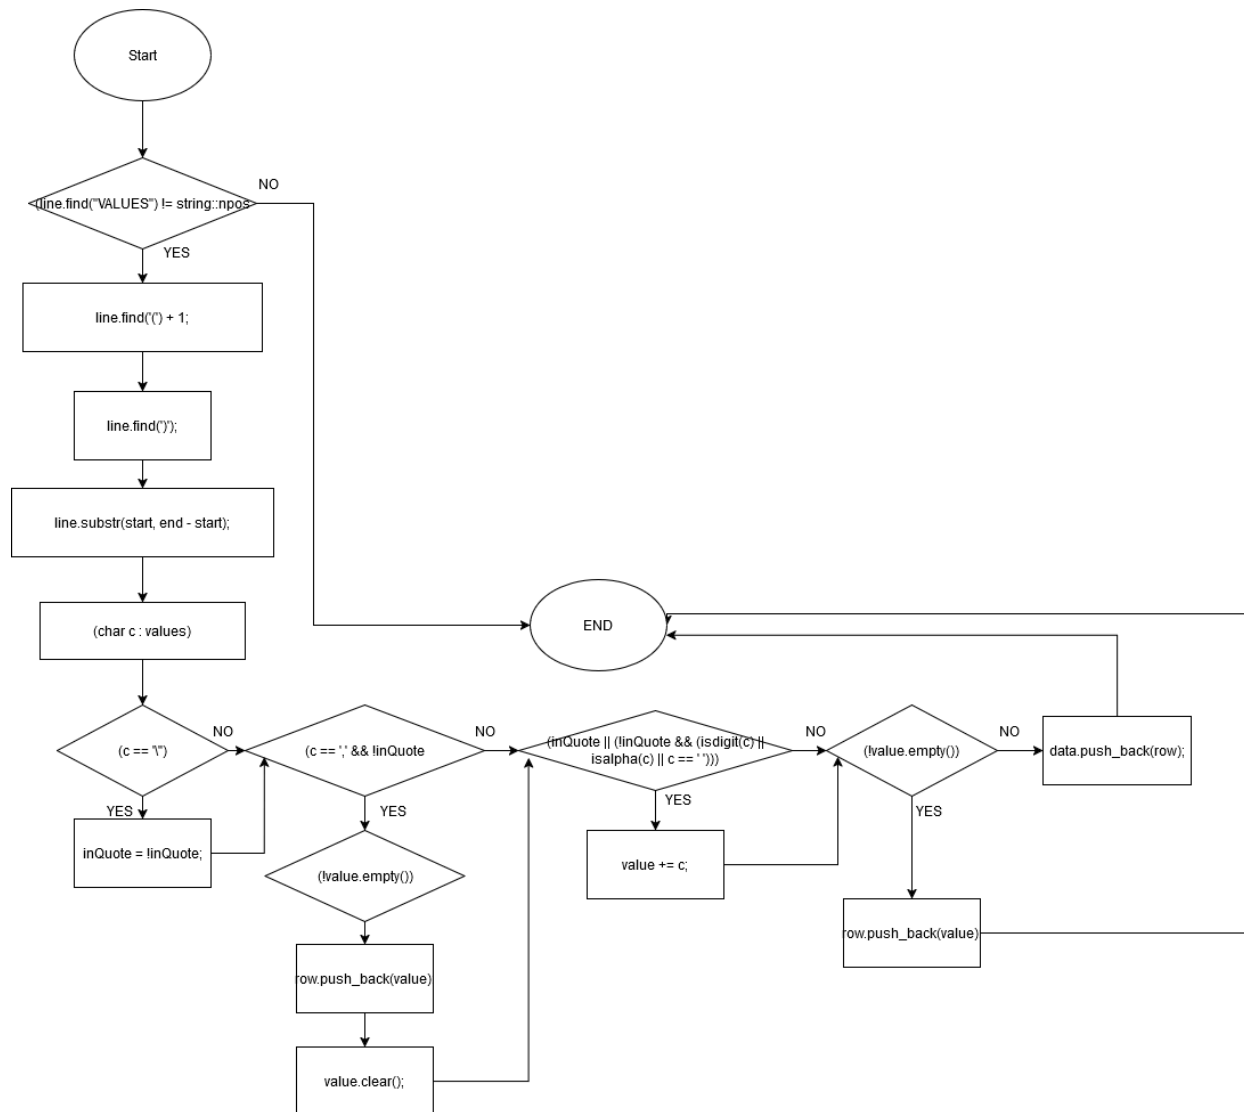 Start
(line.find("VALUES") != string::npos
NO
YES
line.find('(') + 1;
line.find(')');
line.substr(start, end - start);
(char c : values)
END
(c == '\'')
NO
YES
inQuote = !inQuote;
(c == ',' && !inQuote
NO
YES
(!value.empty())
row.push_back(value)
value.clear();
(inQuote || (!inQuote && (isdigit(c) ||
isalpha(c) || c == ' ')))
NO
YES
value += c;
(!value.empty())
NO
YES
row.push_back(value)
data.push_back(row);